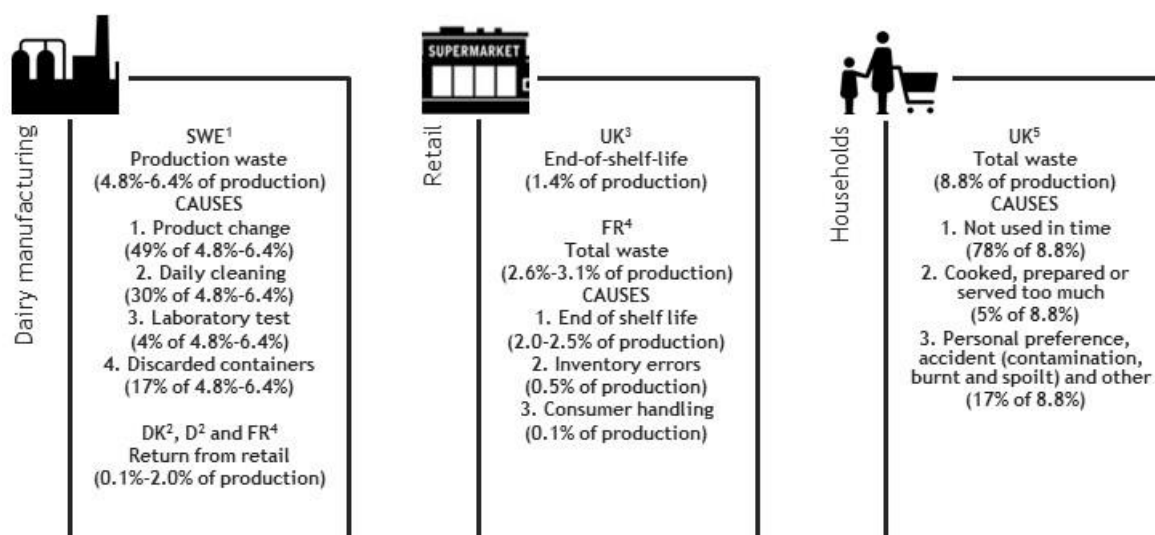 Dairy manufacturing
SWE¹
Production waste
(4.8%-6.4% of production)
CAUSES
1. Product change
(49% of 4.8%-6.4%)
2. Daily cleaning
(30% of 4.8%-6.4%)
3. Laboratory test
(4% of 4.8%-6.4%)
4. Discarded containers
(17% of 4.8%-6.4%)
DK², D² and FR⁴
Return from retail
(0.1%-2.0% of production)
SUPERMARKET
Retail
UK³
End-of-shelf-life
(1.4% of production)
FR⁴
Total waste
(2.6%-3.1% of production)
CAUSES
1. End of shelf life
(2.0-2.5% of production)
2. Inventory errors
(0.5% of production)
3. Consumer handling
(0.1% of production)
Households
UK⁵
Total waste
(8.8% of production)
CAUSES
1. Not used in time
(78% of 8.8%)
2. Cooked, prepared or
served too much
(5% of 8.8%)
3. Personal preference,
accident (contamination,
burnt and spoilt) and other
(17% of 8.8%)